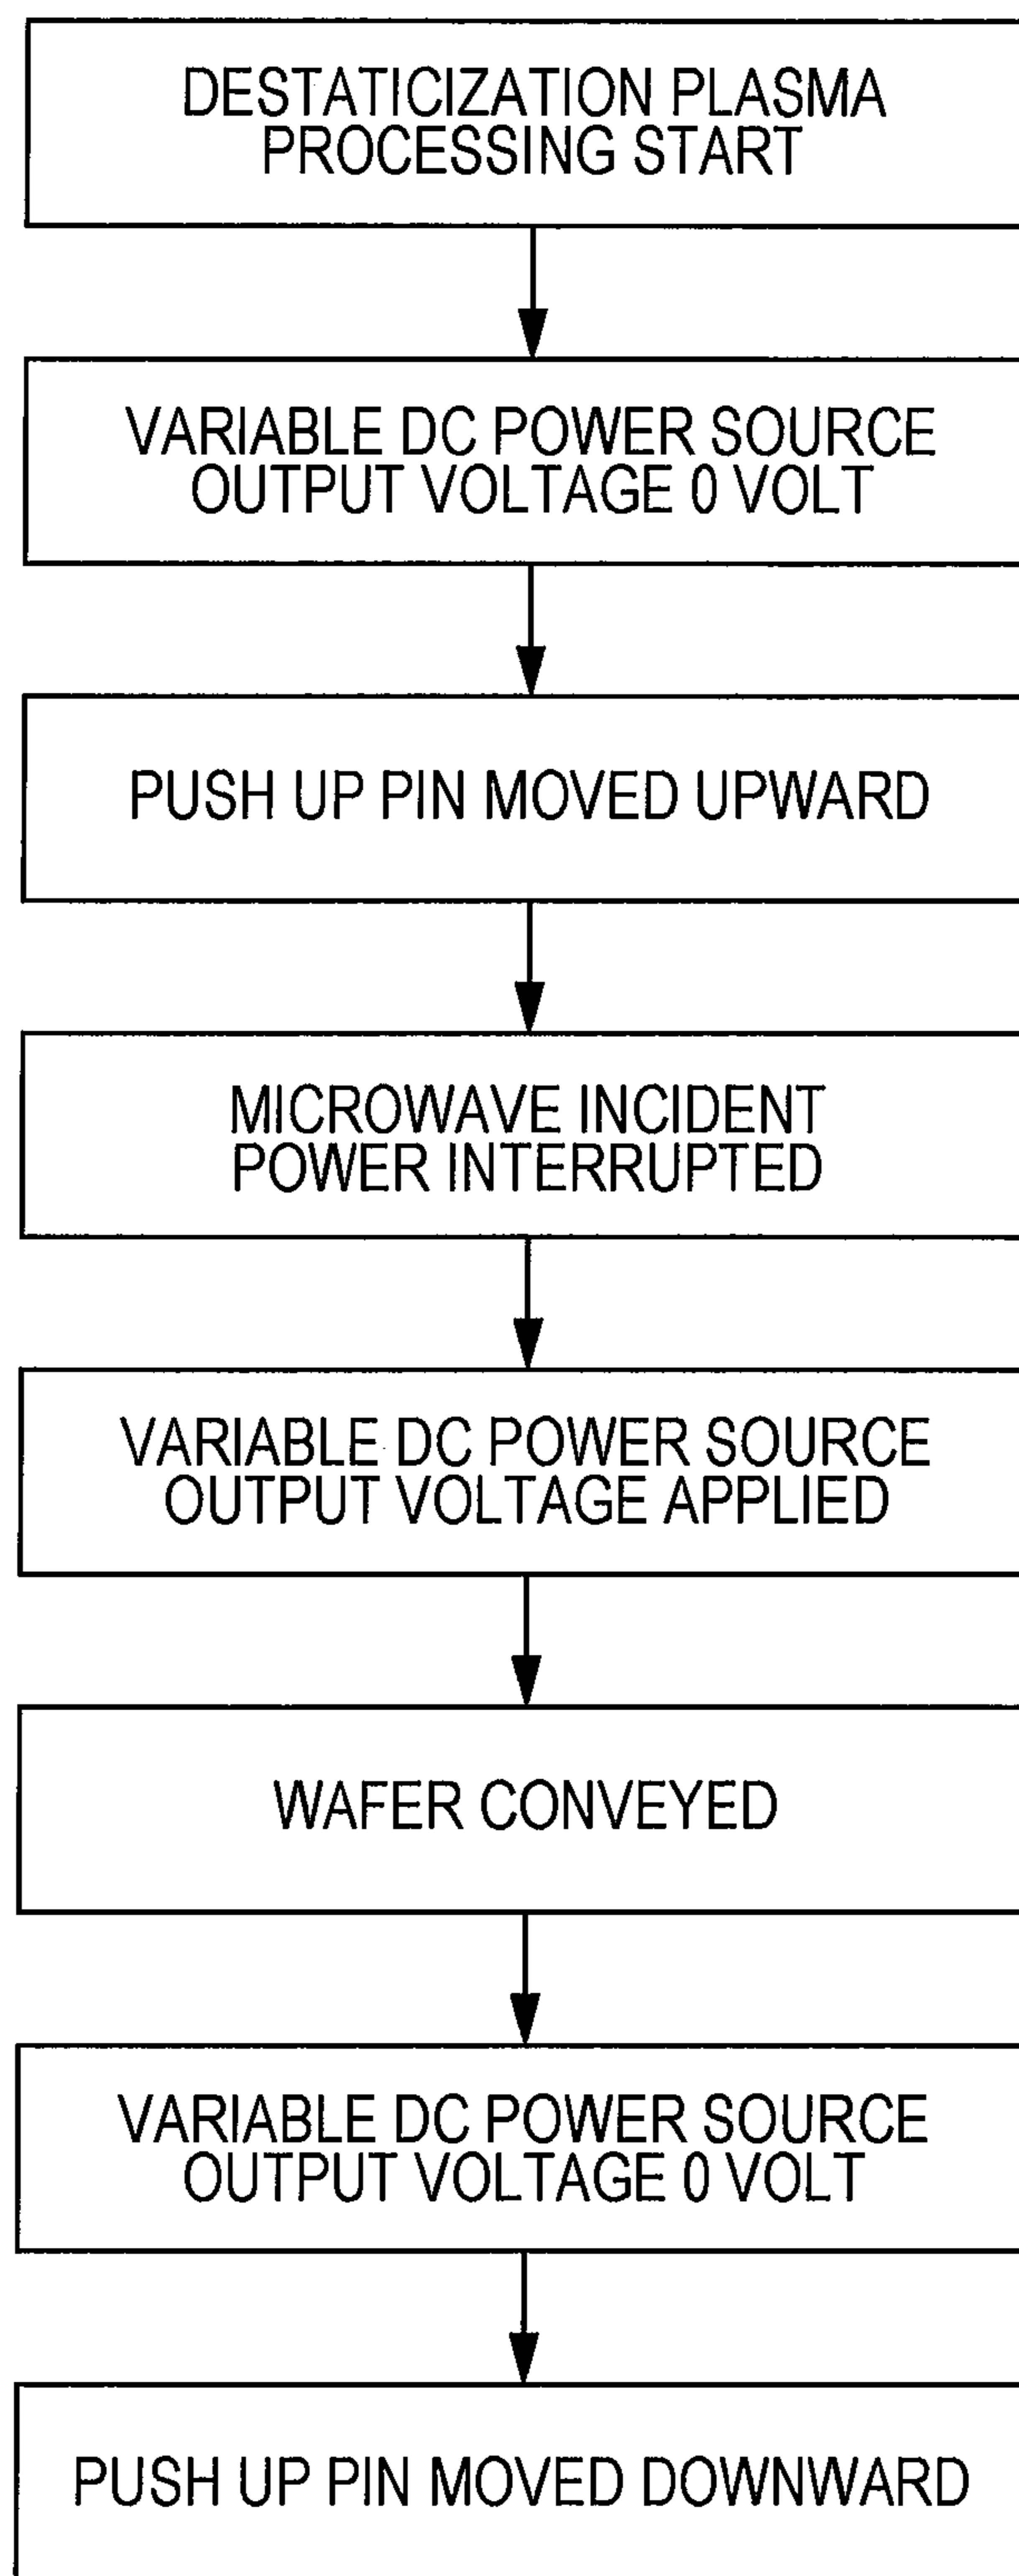 DESTATICIZATION PLASMA
PROCESSING START
VARIABLE DC POWER SOURCE
OUTPUT VOLTAGE 0 VOLT
PUSH UP PIN MOVED UPWARD
MICROWAVE INCIDENT
POWER INTERRUPTED
VARIABLE DC POWER SOURCE
OUTPUT VOLTAGE APPLIED
WAFER CONVEYED
VARIABLE DC POWER SOURCE
OUTPUT VOLTAGE 0 VOLT
PUSH UP PIN MOVED DOWNWARD